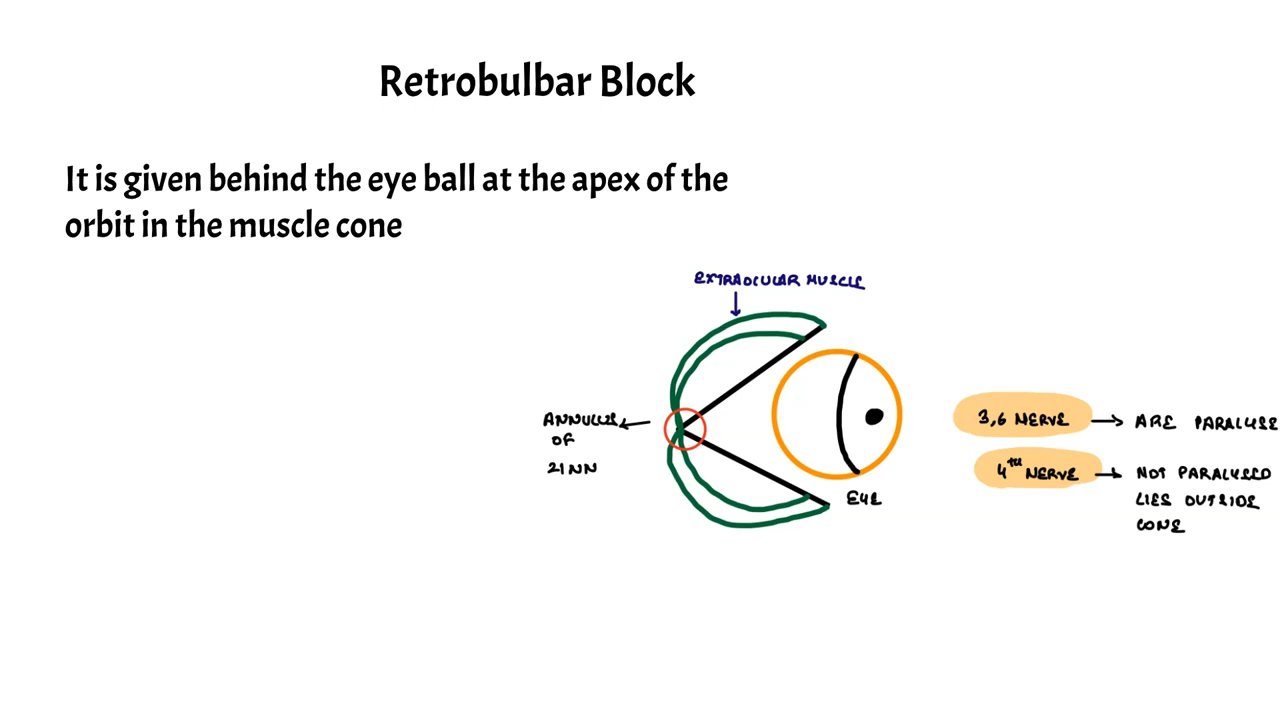 Retrobulbar Block
It is given behind the eye ball at the apex of the
orbit in the muscle cone
EXTRAOCULAR MUSCLE
ANNULUS
OF
ZINN
EYE
3,6 NERVE → ARE PARALYSE
4th NERVE → NOT PARALYSED
LIES OUTSIDE
CONE